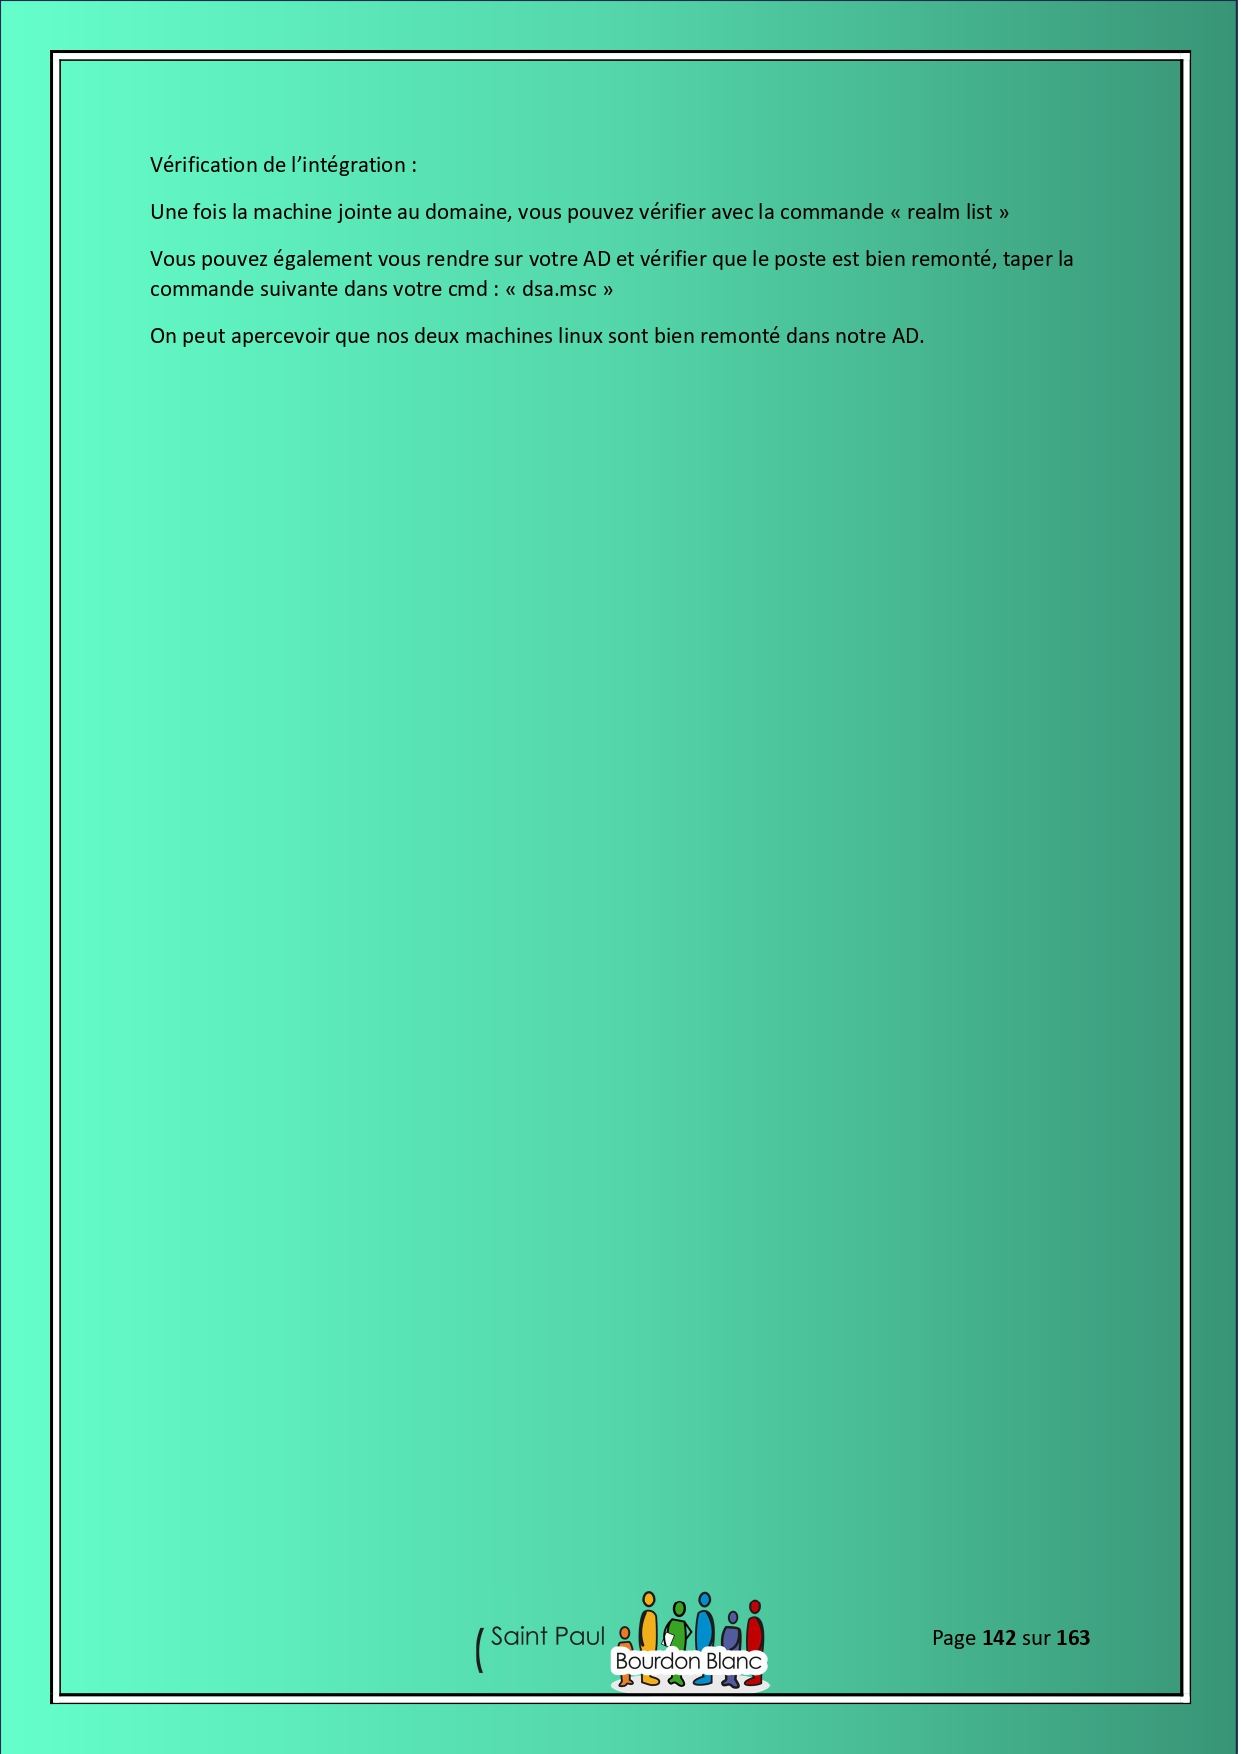 Vérification de l’intégration :
Une fois la machine jointe au domaine, vous pouvez vérifier avec la commande « realm list »
Vous pouvez également vous rendre sur votre AD et vérifier que le poste est bien remonté, taper la
commande suivante dans votre cmd : « dsa.msc »
On peut apercevoir que nos deux machines linux sont bien remonté dans notre AD.
Saint Paul
Bourdon Blanc
Page 142 sur 163